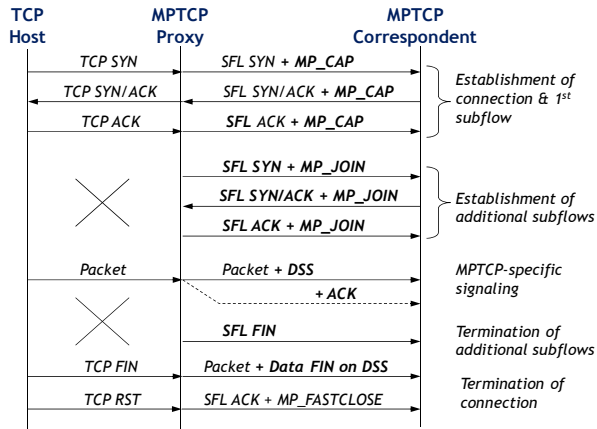 TCP Host
MPTCP Proxy
MPTCP Correspondent
TCP SYN
SFL SYN + MP_CAP
TCP SYN/ACK
SFL SYN/ACK + MP_CAP
TCP ACK
SFL ACK + MP_CAP
Establishment of
connection & 1st
subflow
SFL SYN + MP_JOIN
SFL SYN/ACK + MP_JOIN
SFL ACK + MP_JOIN
Establishment of
additional subflows
Packet
Packet + DSS
+ ACK
MPTCP-specific
signaling
SFL FIN
Termination of
additional subflows
TCP FIN
Packet + Data FIN on DSS
TCP RST
SFL ACK + MP_FASTCLOSE
Termination of
connection